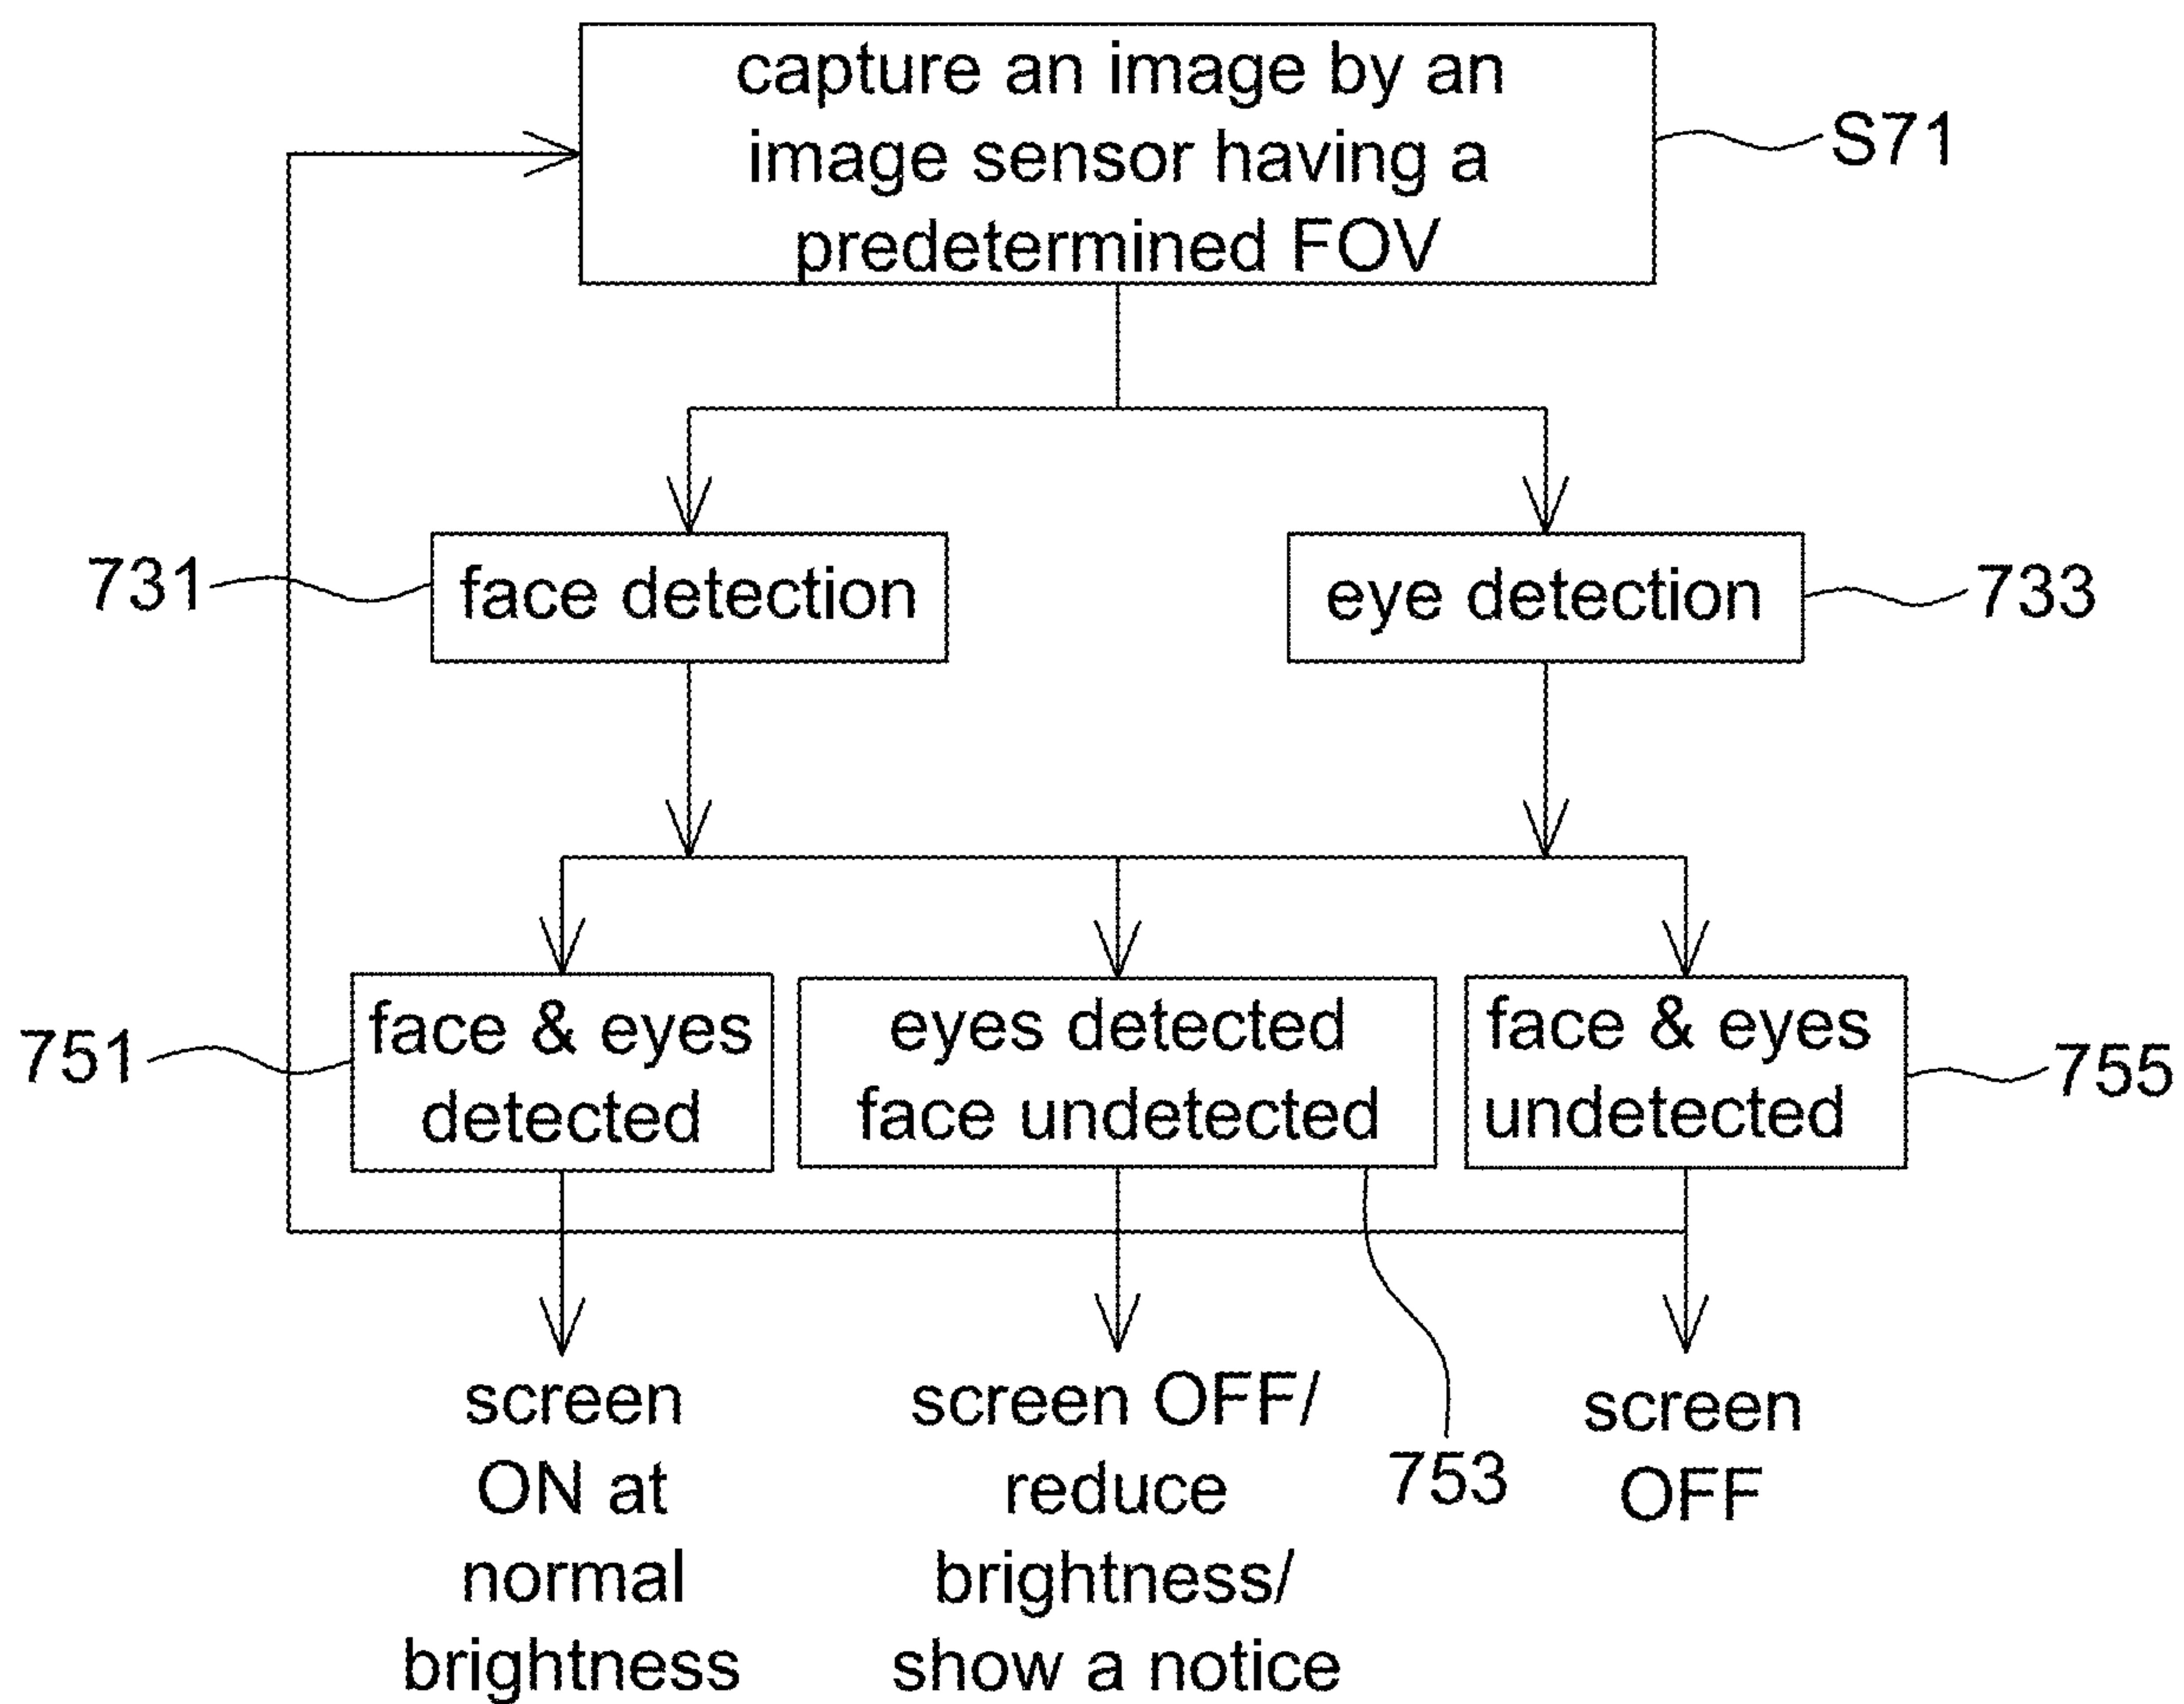 capture an image by an
image sensor having a
predetermined FOV
S71
731
face detection
eye detection
733
751
face & eyes
detected
eyes detected
face undetected
face & eyes
undetected
755
753
screen
ON at
normal
brightness
screen OFF/
reduce
brightness/
show a notice
screen
OFF